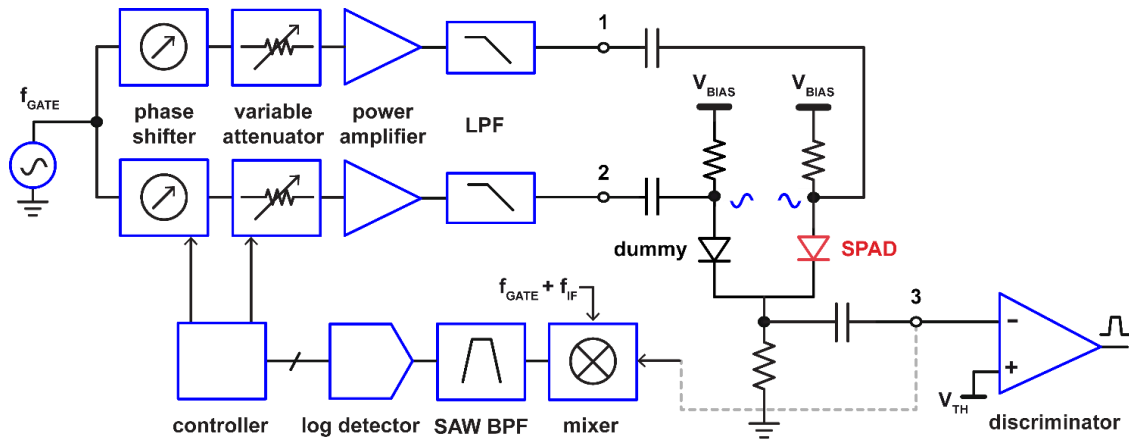 1
V_BIAS
V_BIAS
f_GATE
phase
shifter
variable
attenuator
power
amplifier
LPF
2
dummy
SPAD
f_GATE + f_IF
3
−
+
V_TH
controller
log detector
SAW BPF
mixer
discriminator